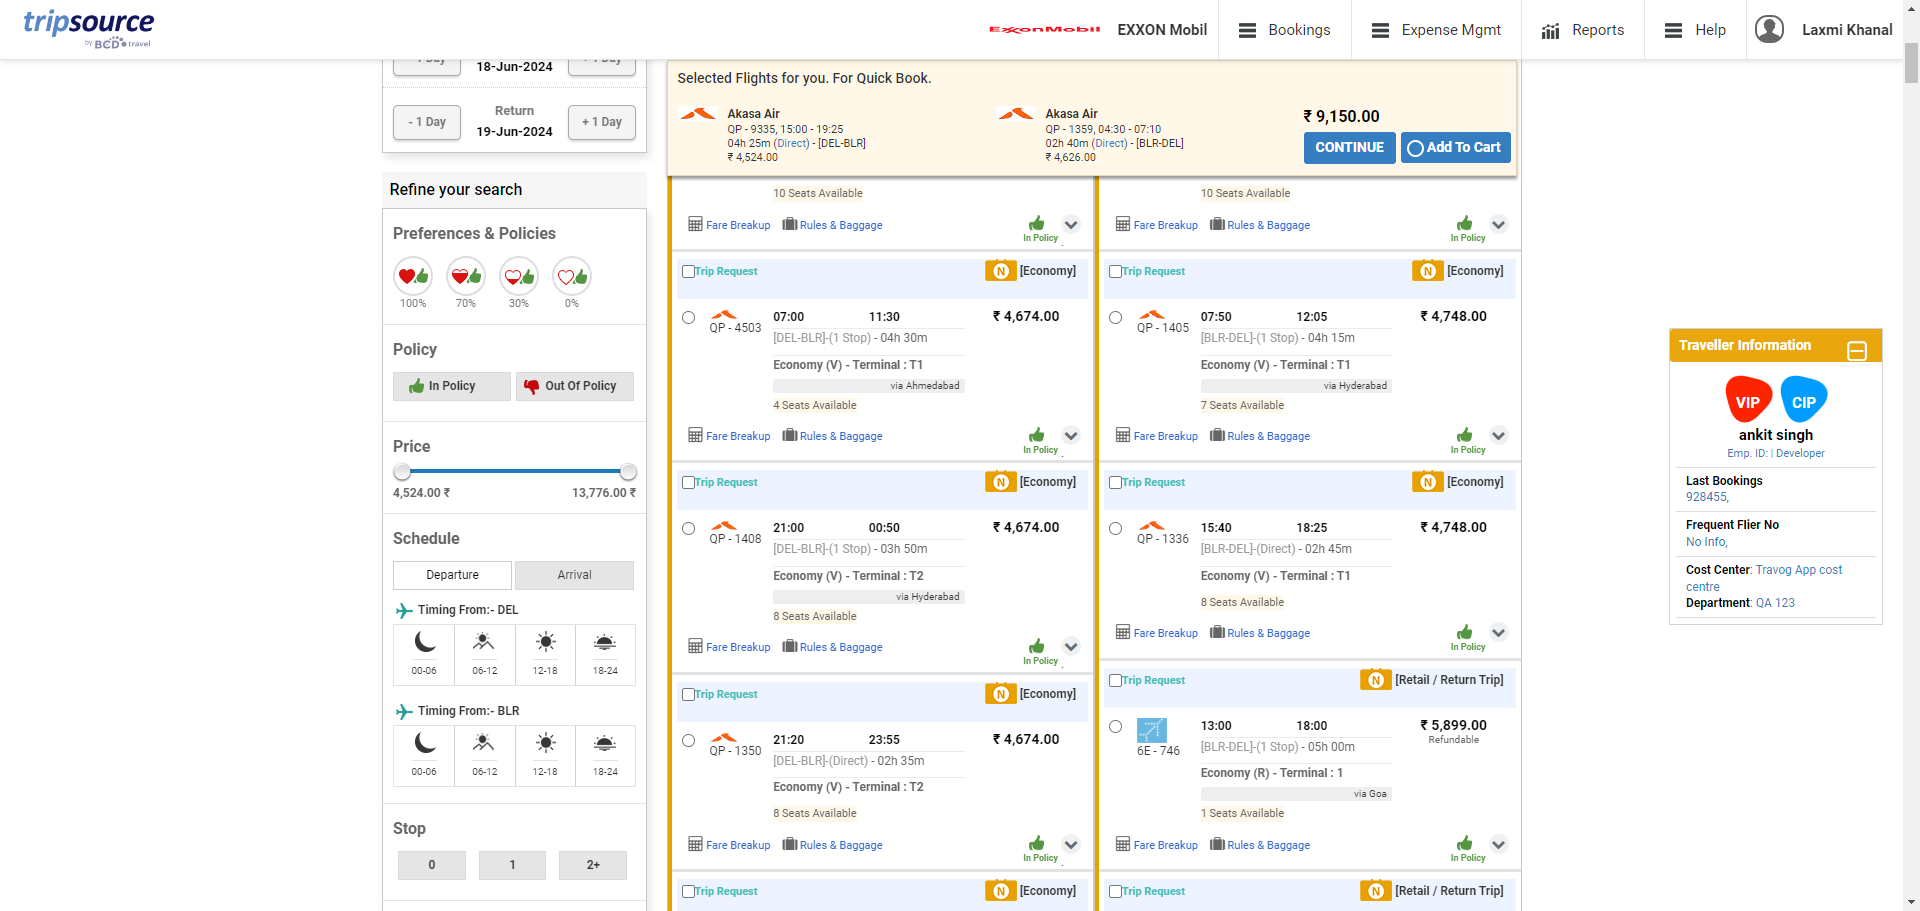 tripsource
by BCD travel
ExxonMobil
EXXON Mobil
Bookings
Expense Mgmt
Reports
Help
Laxmi Khanal
18-Jun-2024
- 1 Day
Return
19-Jun-2024
+ 1 Day
Refine your search
Preferences & Policies
100%
70%
30%
0%
Policy
In Policy
Out Of Policy
Price
4,524.00 ₹
13,776.00 ₹
Schedule
Departure
Arrival
Timing From:- DEL
00-06
06-12
12-18
18-24
Timing From:- BLR
00-06
06-12
12-18
18-24
Stop
0
1
2+
Selected Flights for you. For Quick Book.
Akasa Air
QP - 9335, 15:00 - 19:25
04h 25m (Direct) - [DEL-BLR]
₹ 4,524.00
Akasa Air
QP - 1359, 04:30 - 07:10
02h 40m (Direct) - [BLR-DEL]
₹ 4,626.00
₹ 9,150.00
CONTINUE
Add To Cart
10 Seats Available
Fare Breakup
Rules & Baggage
In Policy
Trip Request
N [Economy]
QP - 4503
07:00
11:30
₹ 4,674.00
[DEL-BLR]-(1 Stop) - 04h 30m
Economy (V) - Terminal : T1
via Ahmedabad
4 Seats Available
Fare Breakup
Rules & Baggage
In Policy
Trip Request
N [Economy]
QP - 1408
21:00
00:50
₹ 4,674.00
[DEL-BLR]-(1 Stop) - 03h 50m
Economy (V) - Terminal : T2
via Hyderabad
8 Seats Available
Fare Breakup
Rules & Baggage
In Policy
Trip Request
N [Economy]
QP - 1350
21:20
23:55
₹ 4,674.00
[DEL-BLR]-(Direct) - 02h 35m
Economy (V) - Terminal : T2
8 Seats Available
Fare Breakup
Rules & Baggage
In Policy
Trip Request
N [Economy]
10 Seats Available
Fare Breakup
Rules & Baggage
In Policy
Trip Request
N [Economy]
QP - 1405
07:50
12:05
₹ 4,748.00
[BLR-DEL]-(1 Stop) - 04h 15m
Economy (V) - Terminal : T1
via Hyderabad
7 Seats Available
Fare Breakup
Rules & Baggage
In Policy
Trip Request
N [Economy]
QP - 1336
15:40
18:25
₹ 4,748.00
[BLR-DEL]-(Direct) - 02h 45m
Economy (V) - Terminal : T1
8 Seats Available
Fare Breakup
Rules & Baggage
In Policy
Trip Request
N [Retail / Return Trip]
6E - 746
13:00
18:00
₹ 5,899.00
Refundable
[BLR-DEL]-(1 Stop) - 05h 00m
Economy (R) - Terminal : 1
via Goa
1 Seats Available
Fare Breakup
Rules & Baggage
In Policy
Trip Request
N [Retail / Return Trip]
Traveller Information
VIP
CIP
ankit singh
Emp. ID: | Developer
Last Bookings
928455,
Frequent Flier No
No Info,
Cost Center: Travog App cost
centre
Department: QA 123